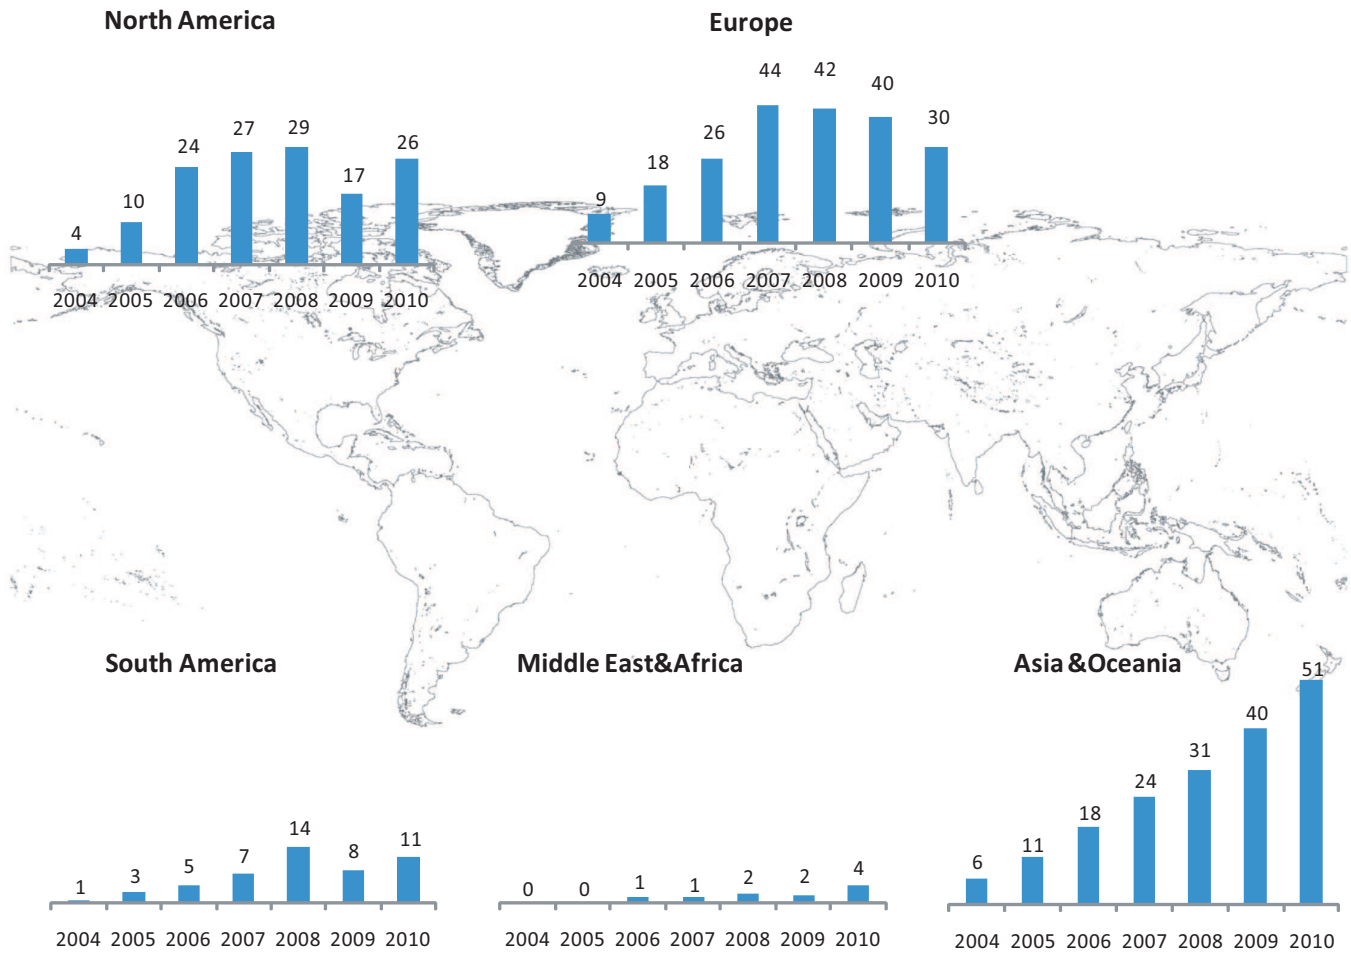 North America
Europe
4 10 24 27 29 17 26
2004 2005 2006 2007 2008 2009 2010
9 18 26 44 42 40 30
2004 2005 2006 2007 2008 2009 2010
South America
Middle East&Africa
Asia &Oceania
1 3 5 7 14 8 11
2004 2005 2006 2007 2008 2009 2010
0 0 1 1 2 2 4
2004 2005 2006 2007 2008 2009 2010
6 11 18 24 31 40 51
2004 2005 2006 2007 2008 2009 2010